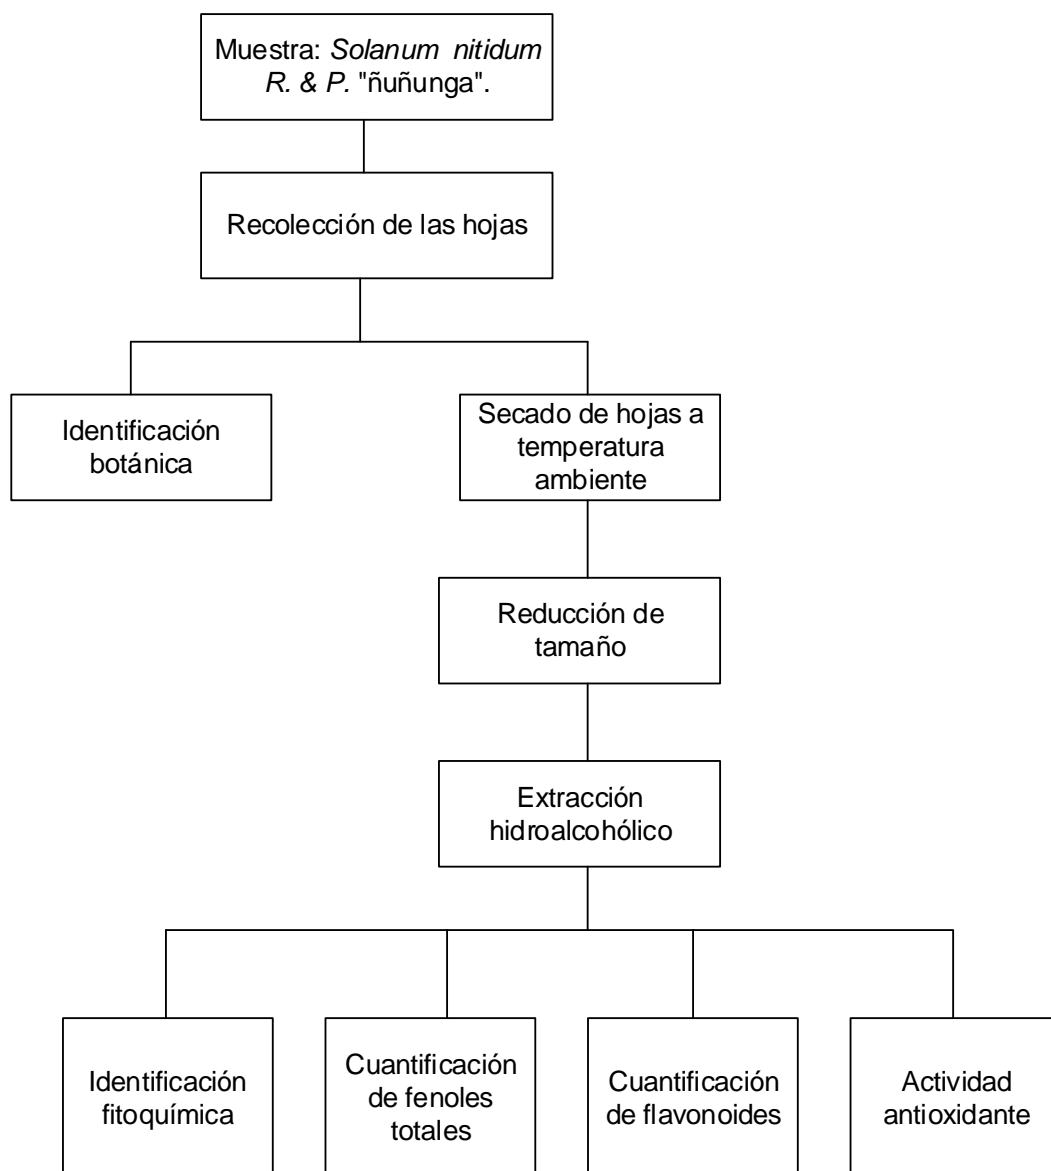 Muestra: Solanum nitidum
R. & P. "ñuñunga".
Recolección de las hojas
Identificación
botánica
Secado de hojas a
temperatura
ambiente
Reducción de
tamaño
Extracción
hidroalcohólico
Identificación
fitoquímica
Cuantificación
de fenoles
totales
Cuantificación
de flavonoides
Actividad
antioxidante